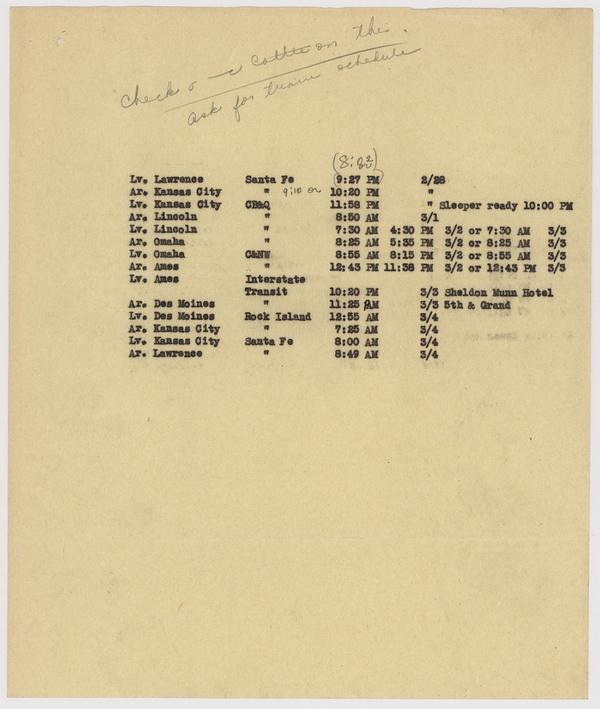 Check on this.
ask for train schedule
(8:02)
Lv. Lawrence Santa Fe 9:27 PM 2/28
Ar. Kansas City " 9:10 or 10:20 PM "
Lv. Kansas City CB&Q 11:58 PM " Sleeper ready 10:00 PM
Ar. Lincoln " 8:50 AM 3/1
Lv. Lincoln " 7:30 AM 4:30 PM 3/2 or 7:30 AM 3/3
Ar. Omaha " 8:25 AM 5:35 PM 3/2 or 8:25 AM 3/3
Lv. Omaha C&NW 8:55 AM 8:15 PM 3/2 or 8:55 AM 3/3
Ar. Ames " 12:43 PM 11:38 PM 3/2 or 12:43 PM 3/3
Lv. Ames Interstate
Transit 10:20 PM 3/3 Sheldon Munn Hotel
Ar. Des Moines " 11:25 PM 3/3 5th & Grand
Lv. Des Moines Rock Island 12:55 AM 3/4
Ar. Kansas City " 7:25 AM 3/4
Lv. Kansas City Santa Fe 8:00 AM 3/4
Ar. Lawrence " 8:49 AM 3/4